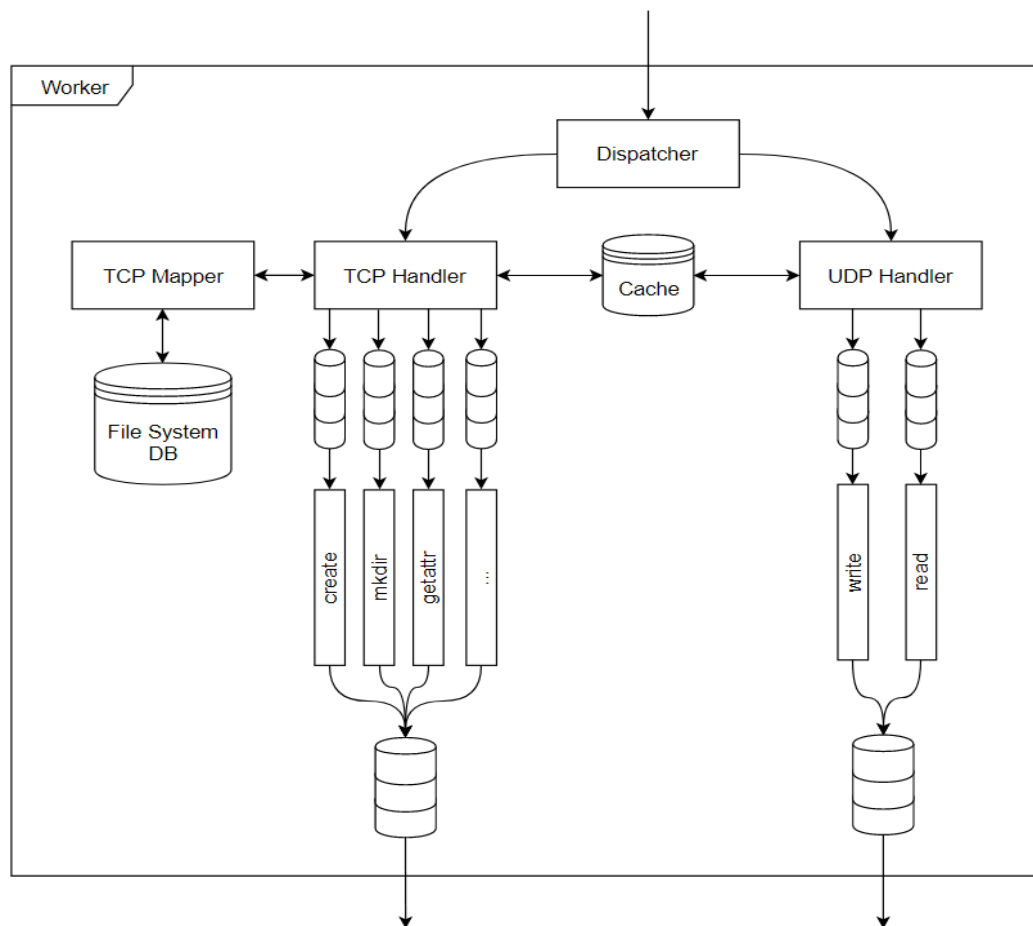 Worker
Dispatcher
TCP Mapper
TCP Handler
Cache
UDP Handler
File System
DB
create
mkdir
getattr
...
write
read